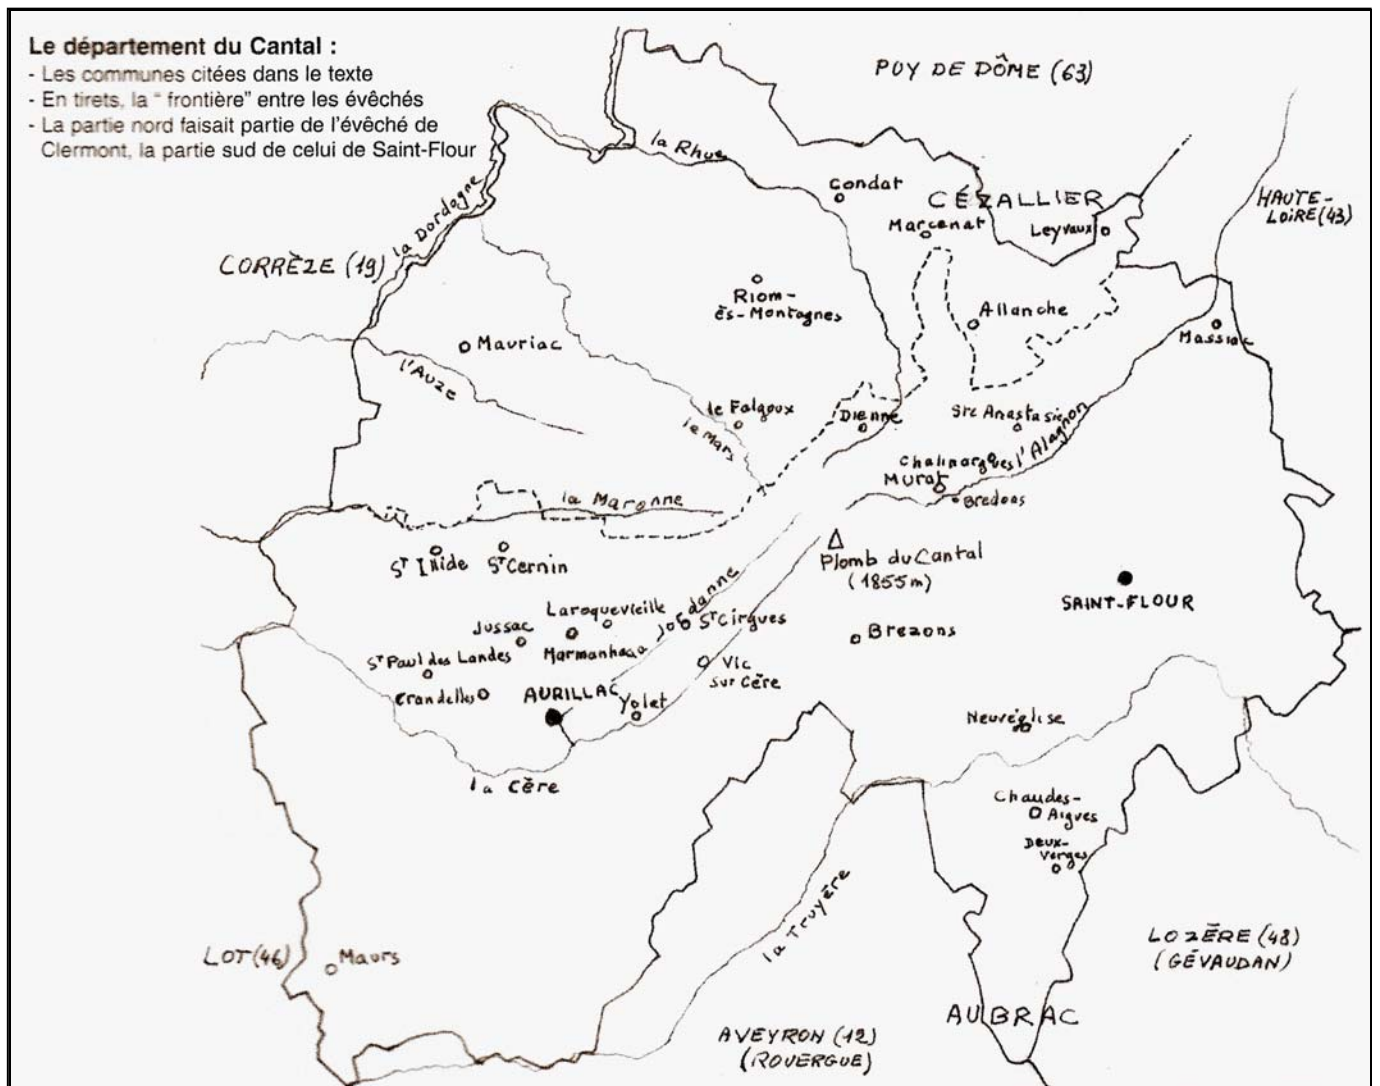 Le département du Cantal :
- Les communes citées dans le texte
- En tirets, la " frontière" entre les évêchés
- La partie nord faisait partie de l'évêché de
Clermont, la partie sud de celui de Saint-Flour
PUY DE DÔME (63)
la Rhue
Condat
CÉZALLIER
HAUTE-
LOIRE (43)
la Dordogne
Marcenat
Leyvaux
CORRÈZE (19)
Riom-
ès-Montagnes
Allanche
Massiac
Mauriac
l'Auze
le Falgoux
le Mars
Dienne
Ste Anastasie
l'Alagnon
Chalinargues
Murat
Bredons
la Maronne
Plomb du Cantal
(1855m)
St Illide
St Cernin
SAINT-FLOUR
Jordanne
Laroquevieille
St Cirgues
Jussac
Marmanhac
Brezons
St Paul des Landes
Vic
sur Cère
Crandelles
AURILLAC
Yolet
Neuvéglise
la Cère
Chaudes-
Aigues
Deux-
Verges
la Truyère
LOT (46)
Maurs
LOZÈRE (48)
(GÉVAUDAN)
AUBRAC
AVEYRON (12)
(ROUERGUE)